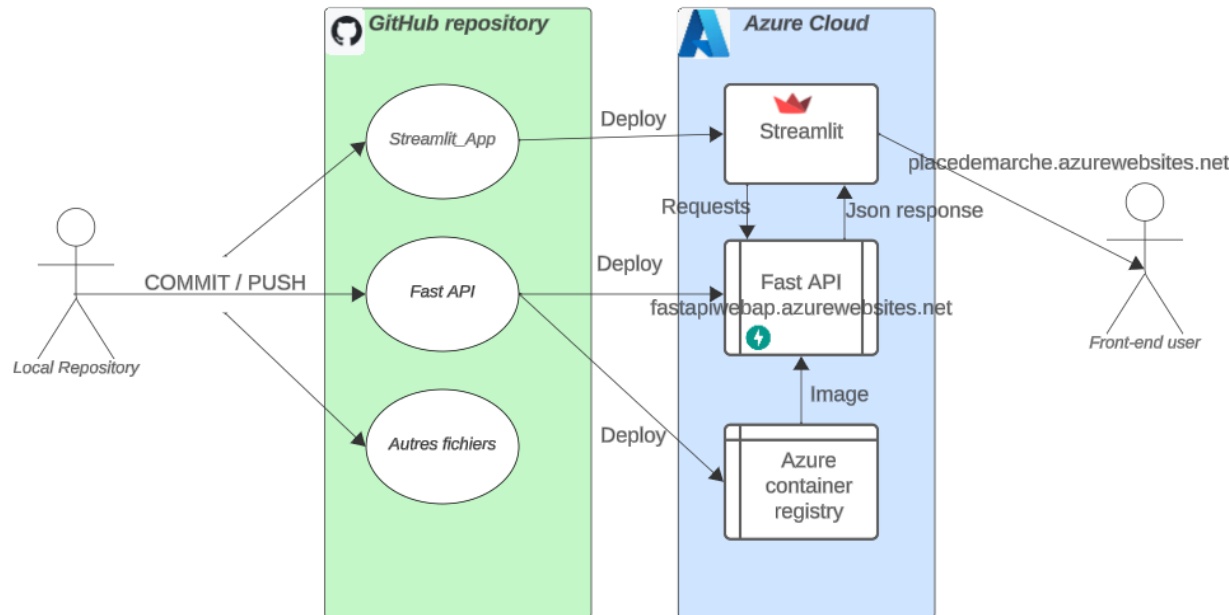 GitHub repository
Azure Cloud
Streamlit_App
Deploy
Streamlit
placedemarche.azurewebsites.net
Requests
Json response
COMMIT / PUSH
Fast API
Deploy
Fast API
fastapiwebap.azurewebsites.net
Local Repository
Front-end user
Image
Autres fichiers
Deploy
Azure
container
registry